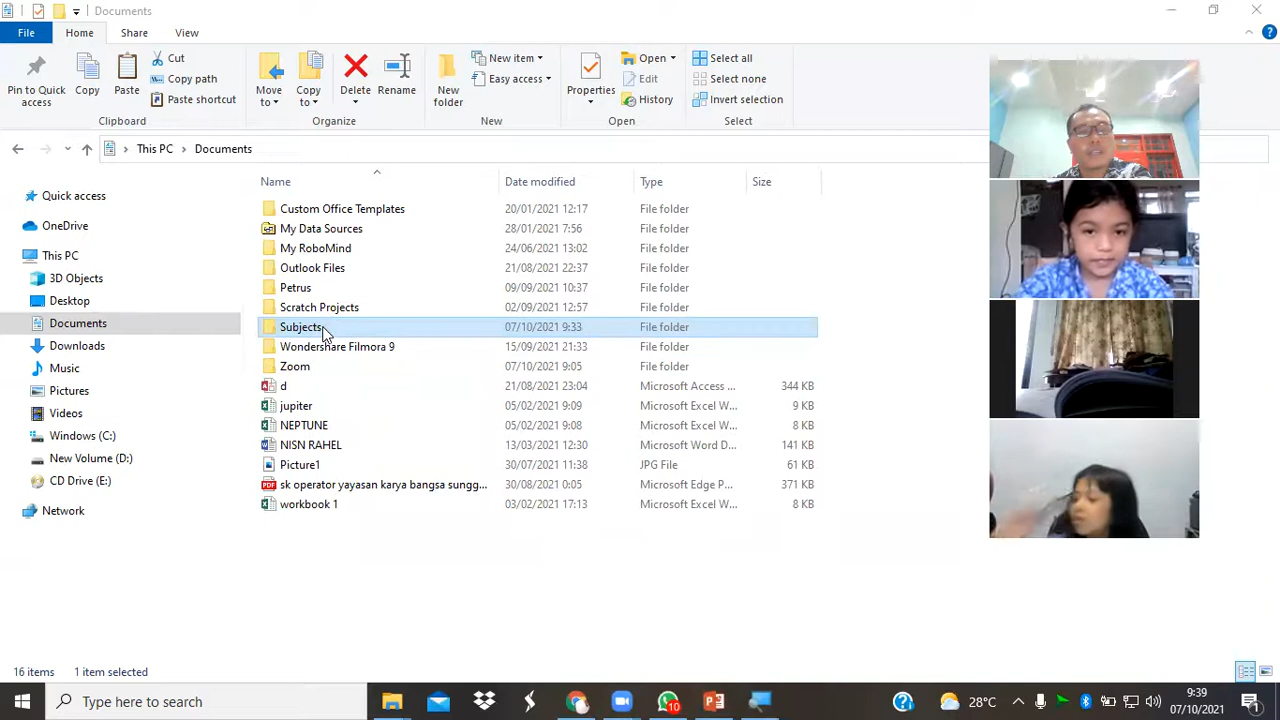 Documents
File Home Share View
Pin to Quick access
Copy
Paste
Cut
Copy path
Paste shortcut
Move to
Copy to
Delete
Rename
New folder
New item
Easy access
Properties
Open
Edit
History
Select all
Select none
Invert selection
Clipboard Organize New Open Select
This PC > Documents
Name Date modified Type Size
Quick access
OneDrive
This PC
3D Objects
Desktop
Documents
Downloads
Music
Pictures
Videos
Windows (C:)
New Volume (D:)
CD Drive (E:)
Network
Custom Office Templates 20/01/2021 12:17 File folder
My Data Sources 28/01/2021 7:56 File folder
My RoboMind 24/06/2021 13:02 File folder
Outlook Files 21/08/2021 22:37 File folder
Petrus 09/09/2021 10:37 File folder
Scratch Projects 02/09/2021 12:57 File folder
Subjects 07/10/2021 9:33 File folder
Wondershare Filmora 9 15/09/2021 21:33 File folder
Zoom 07/10/2021 9:05 File folder
d 21/08/2021 23:04 Microsoft Access ... 344 KB
jupiter 05/02/2021 9:09 Microsoft Excel W... 9 KB
NEPTUNE 05/02/2021 9:08 Microsoft Excel W... 8 KB
NISN RAHEL 13/03/2021 12:30 Microsoft Word D... 141 KB
Picture1 30/07/2021 11:38 JPG File 61 KB
sk operator yayasan karya bangsa sungg... 30/08/2021 0:05 Microsoft Edge P... 371 KB
workbook 1 03/02/2021 17:13 Microsoft Excel W... 8 KB
16 items 1 item selected
Type here to search
10
28°C
9:39
07/10/2021
1